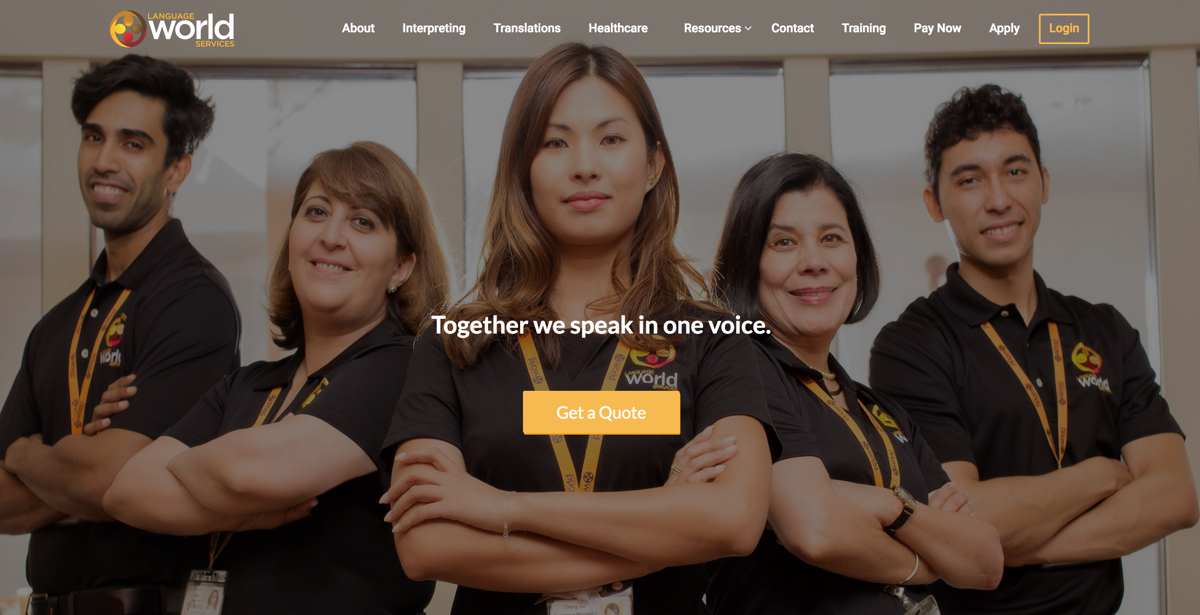 LANGUAGE
world
SERVICES
About
Interpreting
Translations
Healthcare
Resources
Contact
Training
Pay Now
Apply
Login
Together we speak in one voice.
LANGUAGE
world
SERVICES
world
world
Get a Quote